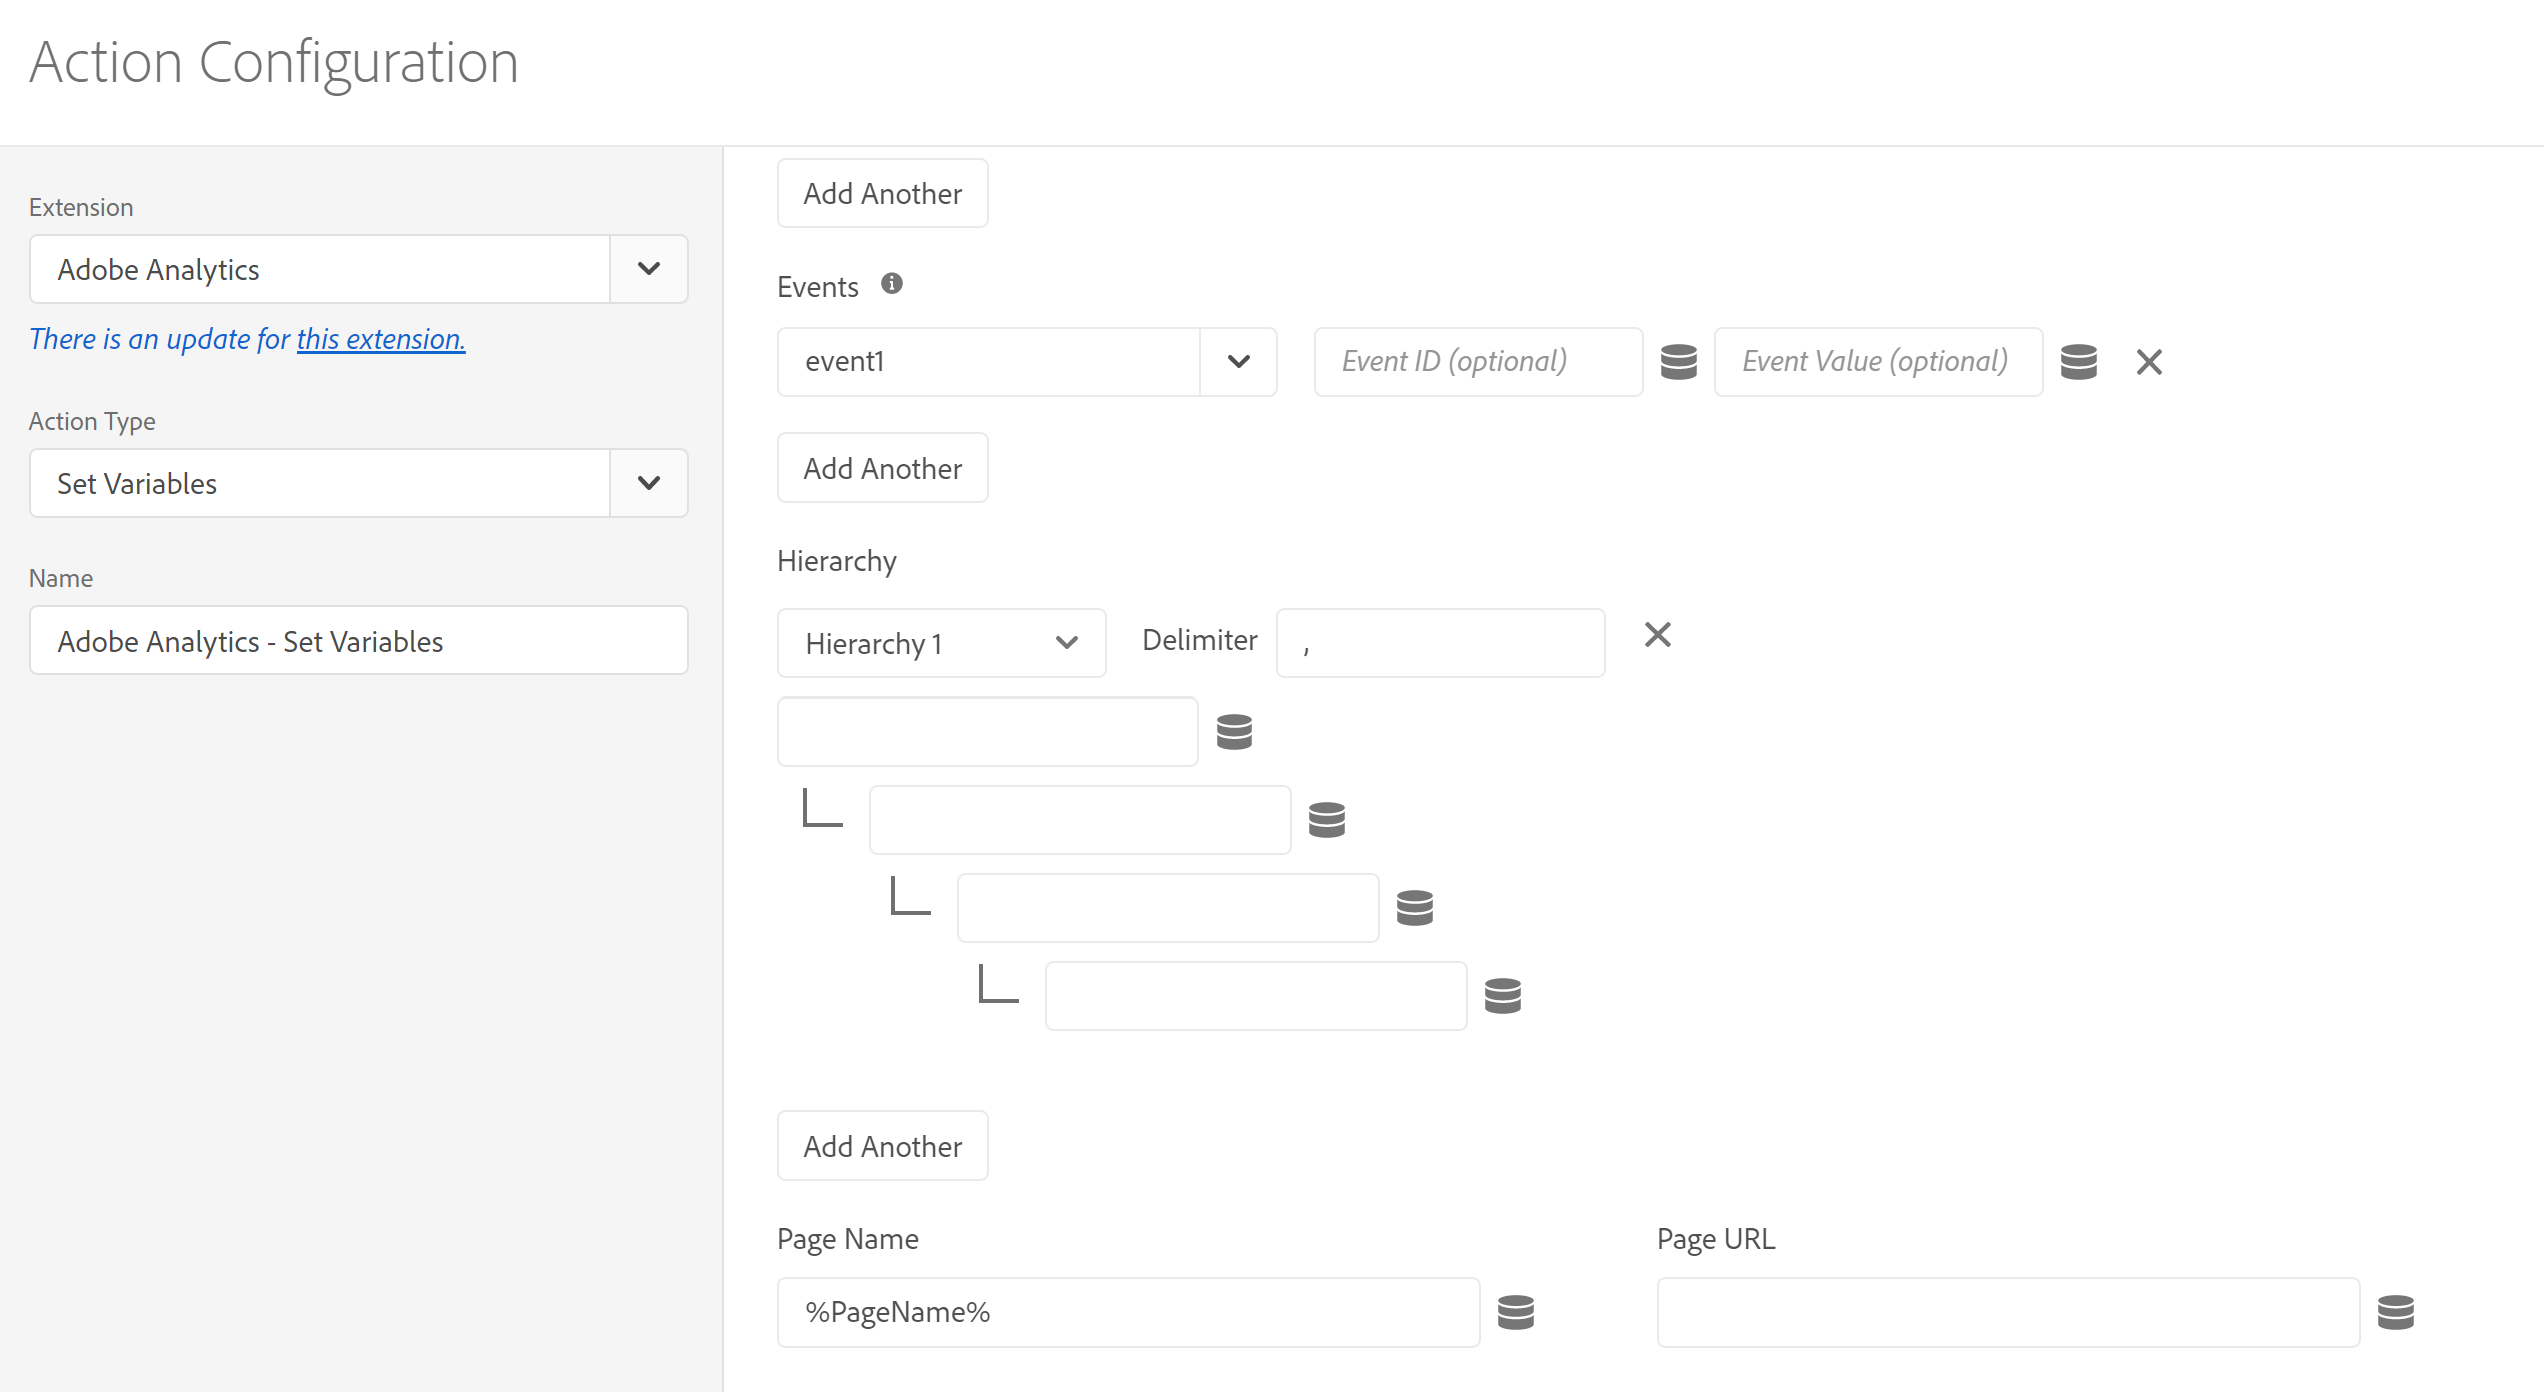 Action Configuration
Extension
Adobe Analytics
There is an update for this extension.
Action Type
Set Variables
Name
Adobe Analytics - Set Variables
Add Another
Events
event1
Event ID (optional)
Event Value (optional)
Add Another
Hierarchy
Hierarchy 1
Delimiter
,
Add Another
Page Name
%PageName%
Page URL